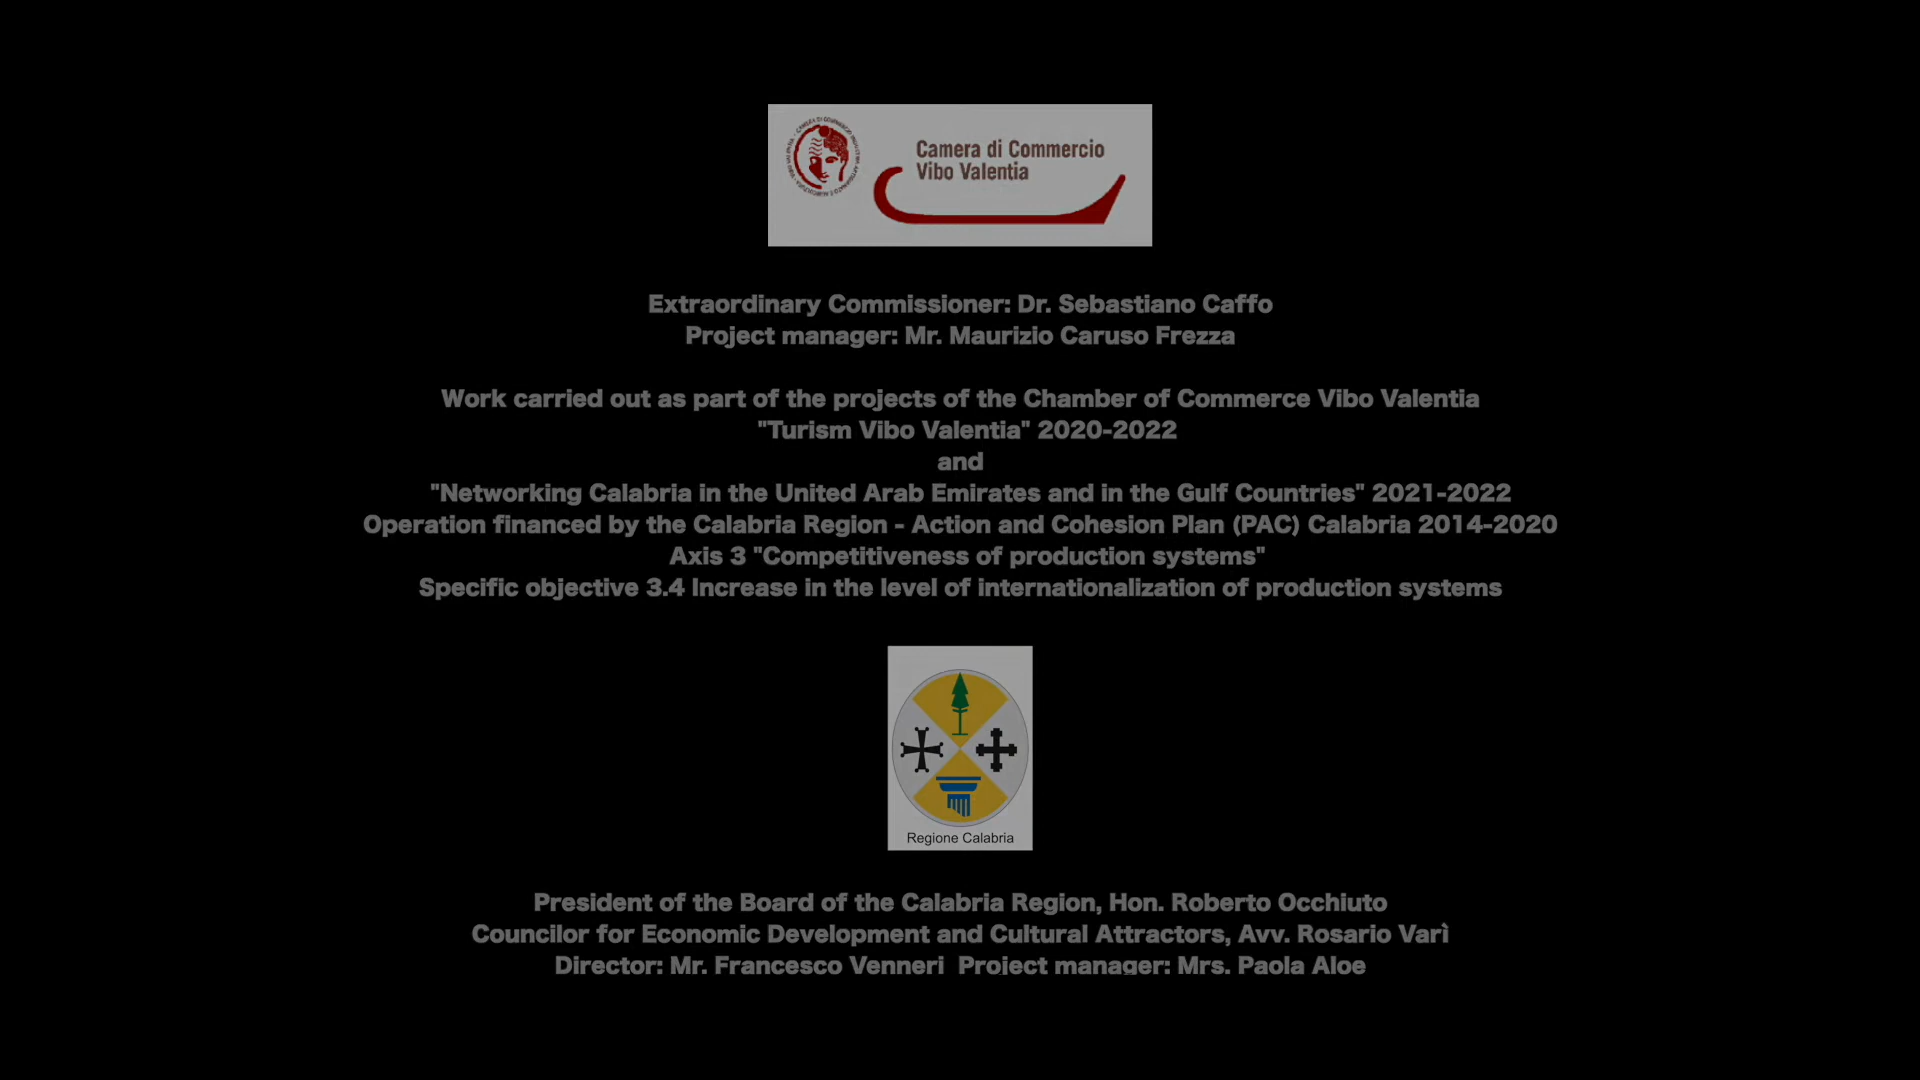 Camera di Commercio
Vibo Valentia
Extraordinary Commissioner: Dr. Sebastiano Caffo
Project manager: Mr. Maurizio Caruso Frezza
Work carried out as part of the projects of the Chamber of Commerce Vibo Valentia
"Turism Vibo Valentia" 2020-2022
and
"Networking Calabria in the United Arab Emirates and in the Gulf Countries" 2021-2022
Operation financed by the Calabria Region - Action and Cohesion Plan (PAC) Calabria 2014-2020
Axis 3 "Competitiveness of production systems"
Specific objective 3.4 Increase in the level of internationalization of production systems
Regione Calabria
President of the Board of the Calabria Region, Hon. Roberto Occhiuto
Councilor for Economic Development and Cultural Attractors, Avv. Rosario Varì
Director: Mr. Francesco Venneri  Project manager: Mrs. Paola Aloe